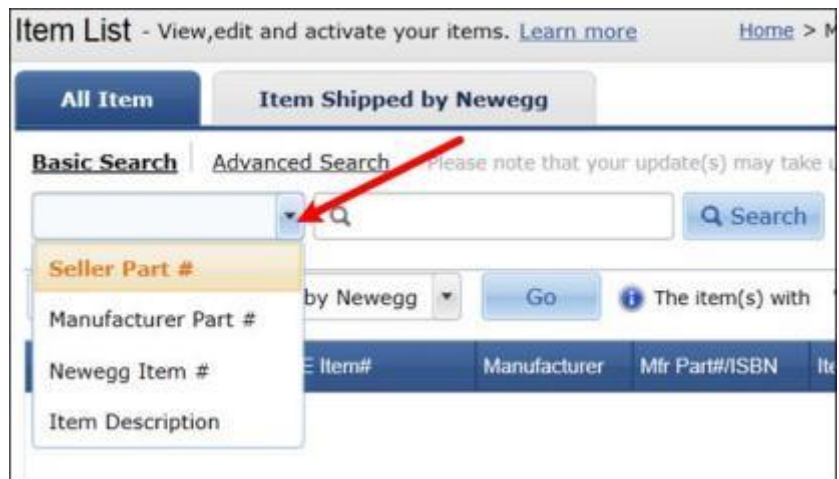 Item List - View,edit and activate your items. Learn more Home >
All Item Item Shipped by Newegg
Basic Search Advanced Search Please note that your update(s) may take
Search
Seller Part #
by Newegg Go The item(s) with
Manufacturer Part #
Item# Manufacturer Mfr Part#/ISBN
Newegg Item #
Item Description